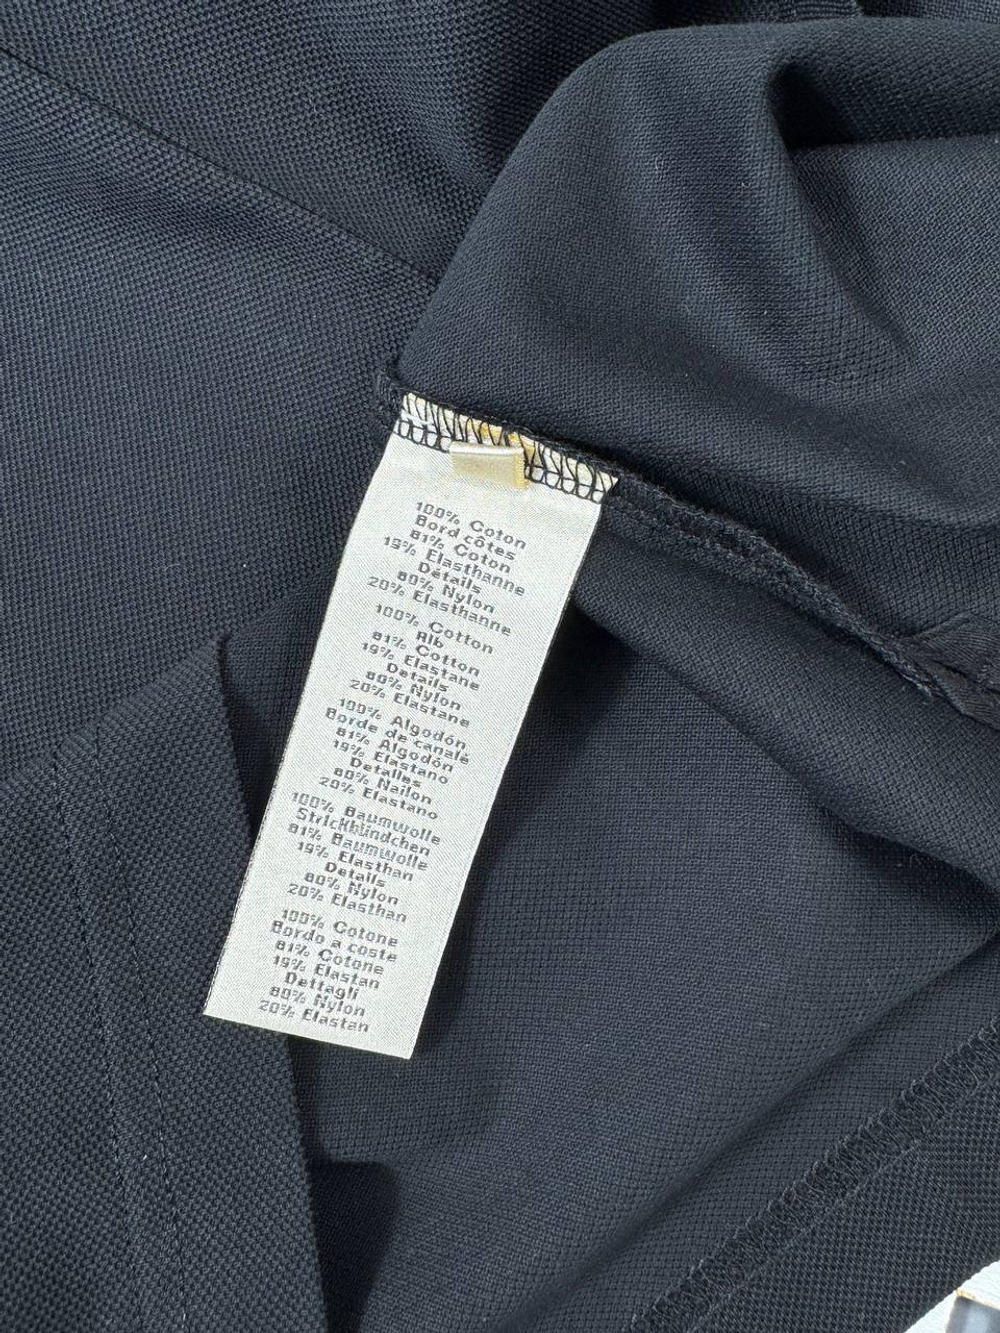 100% Coton
Bord côtes
81% Coton
19% Elasthanne
Détails
80% Nylon
20% Elasthanne
100% Cotton
Rib
81% Cotton
19% Elastane
Details
80% Nylon
20% Elastane
100% Algodón
Borde de canalé
81% Algodón
19% Elastano
Detalles
80% Nailon
20% Elastano
100% Baumwolle
Strickbündchen
81% Baumwolle
19% Elasthan
Details
80% Nylon
20% Elasthan
100% Cotone
Bordo a coste
81% Cotone
19% Elastan
Dettagli
80% Nylon
20% Elastan